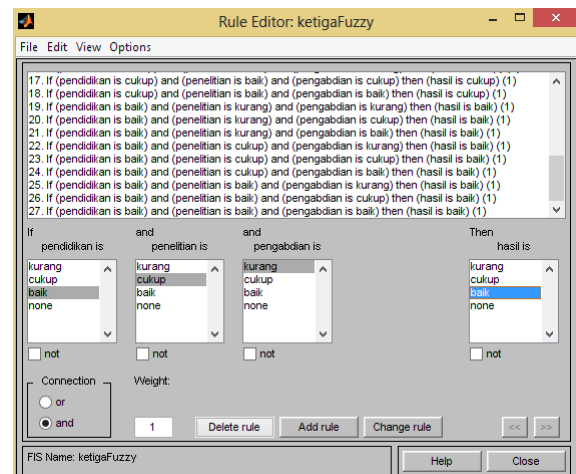 Rule Editor: ketigaFuzzy
File Edit View Options
17. If (pendidikan is cukup) and (penelitian is baik) and (pengabdian is cukup) then (hasil is cukup) (1)
18. If (pendidikan is cukup) and (penelitian is baik) and (pengabdian is baik) then (hasil is baik) (1)
19. If (pendidikan is baik) and (penelitian is kurang) and (pengabdian is kurang) then (hasil is baik) (1)
20. If (pendidikan is baik) and (penelitian is kurang) and (pengabdian is cukup) then (hasil is baik) (1)
21. If (pendidikan is baik) and (penelitian is kurang) and (pengabdian is baik) then (hasil is baik) (1)
22. If (pendidikan is baik) and (penelitian is cukup) and (pengabdian is kurang) then (hasil is baik) (1)
23. If (pendidikan is baik) and (penelitian is cukup) and (pengabdian is cukup) then (hasil is baik) (1)
24. If (pendidikan is baik) and (penelitian is cukup) and (pengabdian is baik) then (hasil is baik) (1)
25. If (pendidikan is baik) and (penelitian is baik) and (pengabdian is kurang) then (hasil is baik) (1)
26. If (pendidikan is baik) and (penelitian is baik) and (pengabdian is cukup) then (hasil is baik) (1)
27. If (pendidikan is baik) and (penelitian is baik) and (pengabdian is baik) then (hasil is baik) (1)
If and and Then
pendidikan is penelitian is pengabdian is hasil is
kurang kurang kurang kurang
cukup cukup cukup cukup
baik baik baik baik
none none none none
not not not not
Connection Weight:
or
and 1 Delete rule Add rule Change rule << >>
FIS Name: ketigaFuzzy Help Close